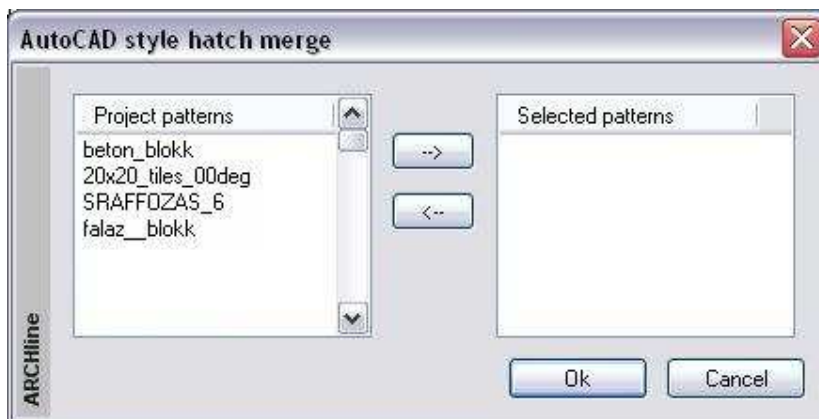 AutoCAD style hatch merge
Project patterns
beton_blokk
20x20_tiles_00deg
SRAFFOZAS_6
falaz__blokk
-->
<--
Selected patterns
Ok
Cancel
ARCHline